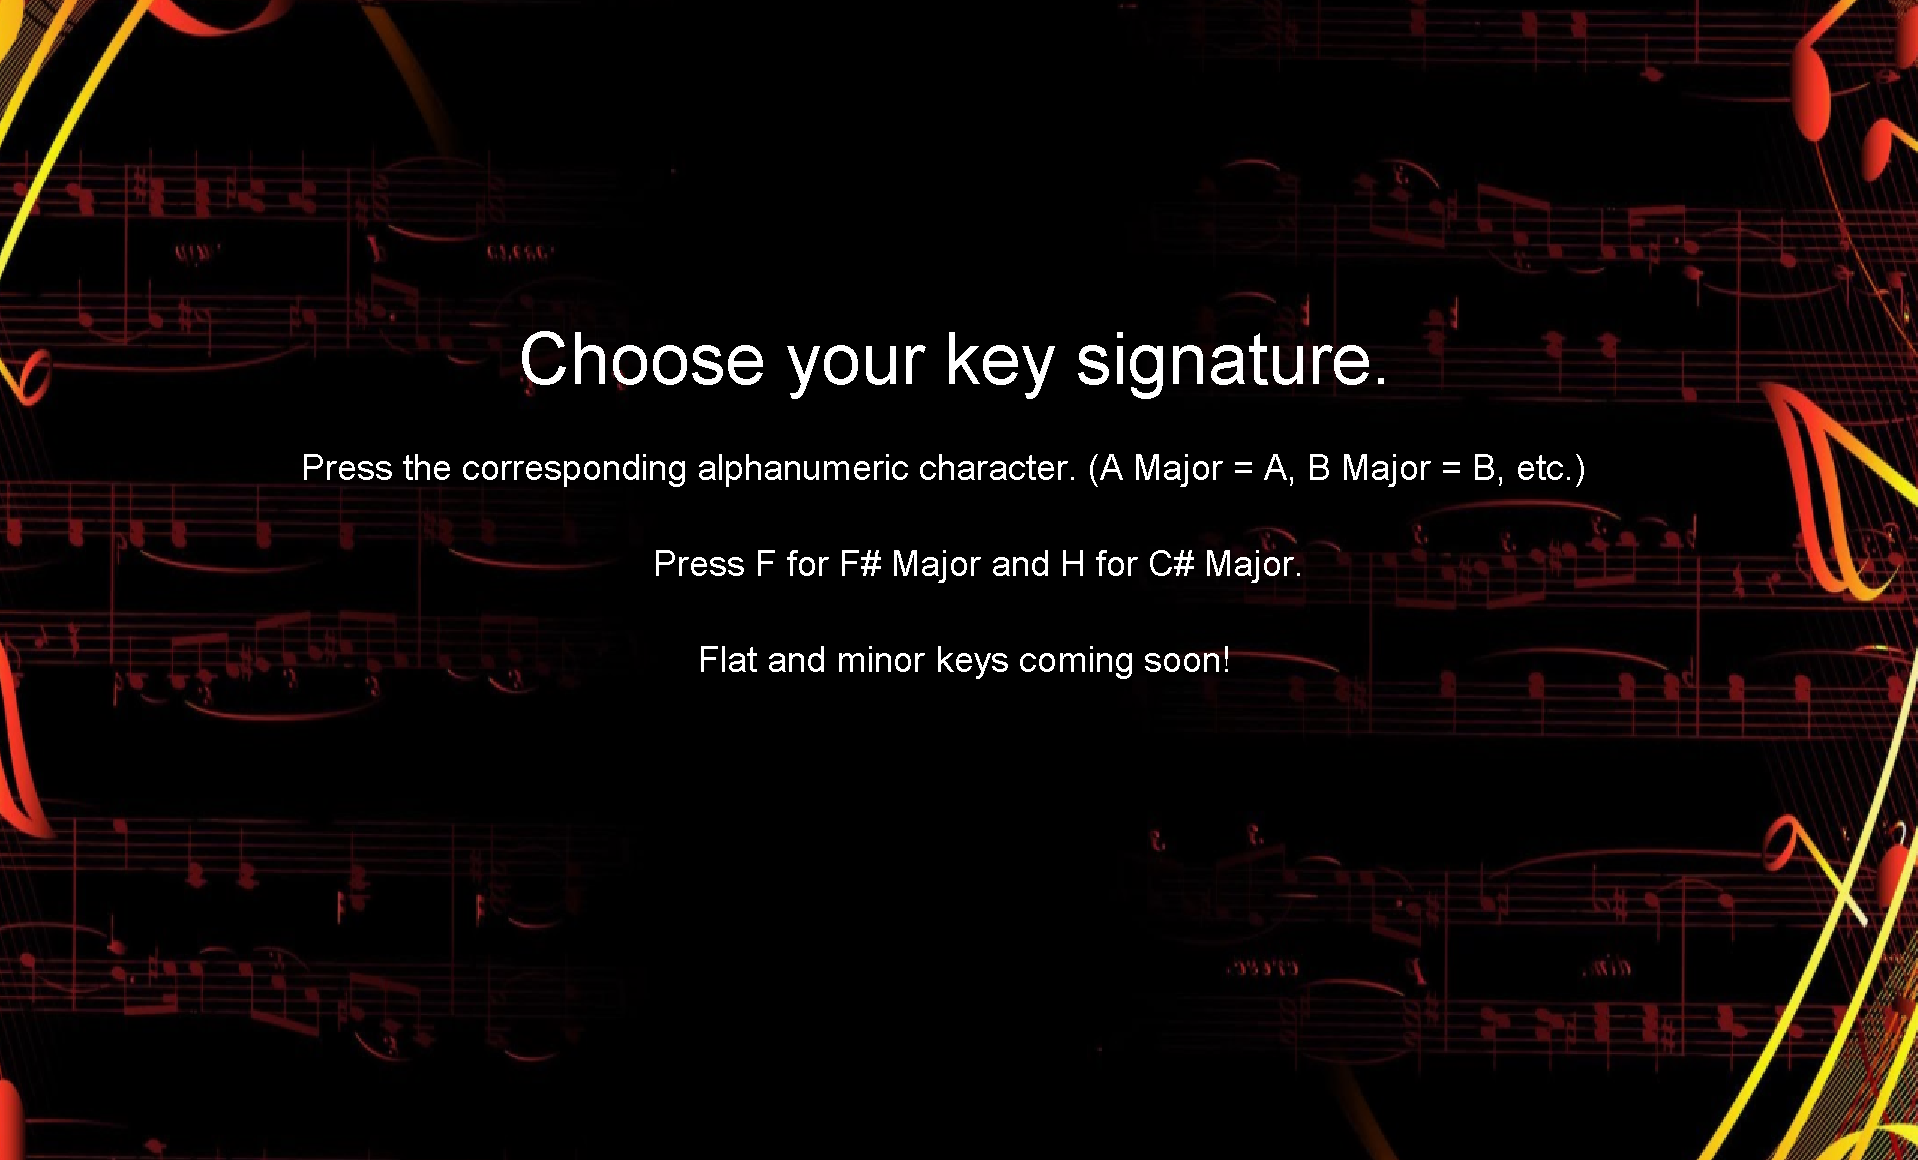 Choose your key signature.
Press the corresponding alphanumeric character. (A Major = A, B Major = B, etc.)
Press F for F# Major and H for C# Major.
Flat and minor keys coming soon!